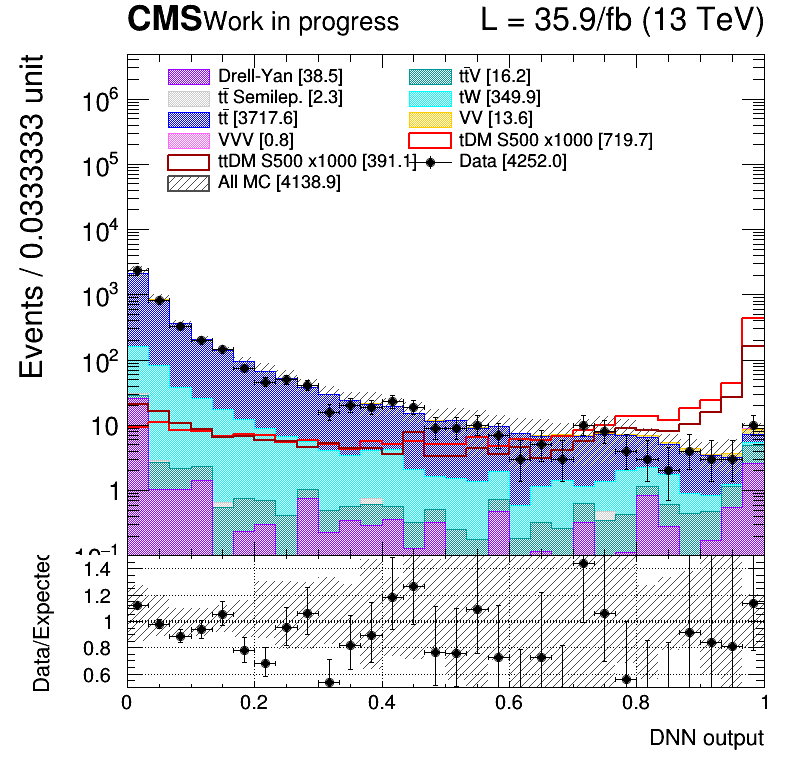 CMS Work in progress L = 35.9/fb (13 TeV)
Events / 0.0333333 unit
Drell-Yan [38.5] tt̄V [16.2]
tt̄ Semilep. [2.3] tW [349.9]
tt̄ [3717.6] VV [13.6]
VVV [0.8] tDM S500 x1000 [719.7]
ttDM S500 x1000 [391.1] Data [4252.0]
All MC [4138.9]
10⁶
10⁵
10⁴
10³
10²
10
1
10⁻¹
Data/Expected
1.4
1.2
1
0.8
0.6
0 0.2 0.4 0.6 0.8 1
DNN output